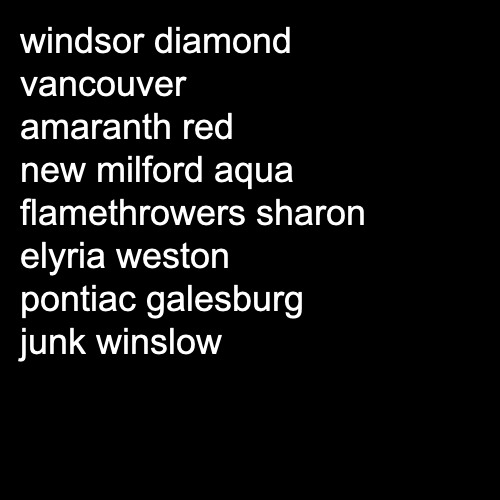 windsor diamond
vancouver
amaranth red
new milford aqua
flamethrowers sharon
elyria weston
pontiac galesburg
junk winslow